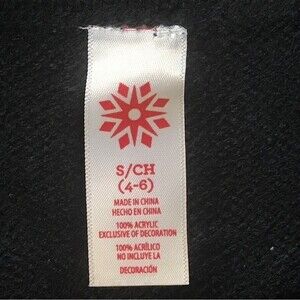 S/CH
(4-6)
MADE IN CHINA
HECHO EN CHINA
100% ACRYLIC
EXCLUSIVE OF DECORATION
100% ACRÍLICO
NO INCLUYE LA
DECORACIÓN